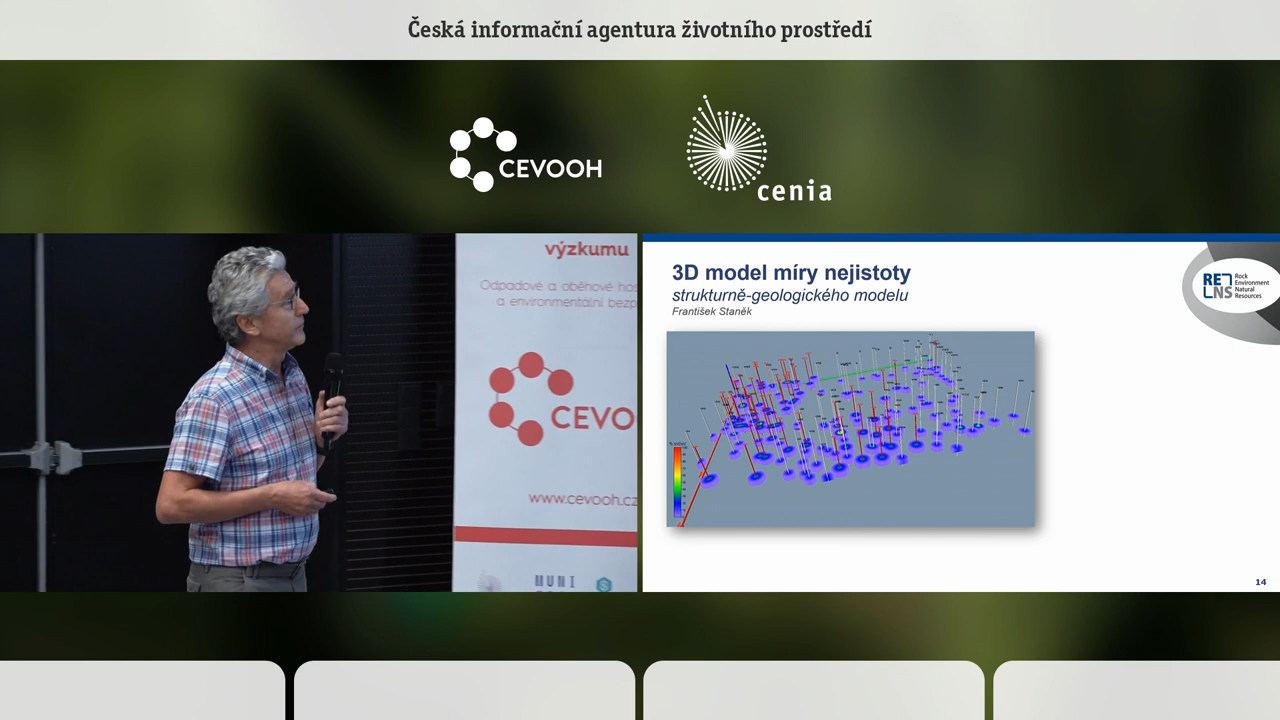 Česká informační agentura životního prostředí
CEVOOH
cenia
výzkumu
Odpadové a oběhové hos
a environmentální bezp
CEVO
www.cevooh.cz
MUNI
3D model míry nejistoty
strukturně-geologického modelu
František Staněk
RE
NS
Rock
Environment
Natural
Resources
14